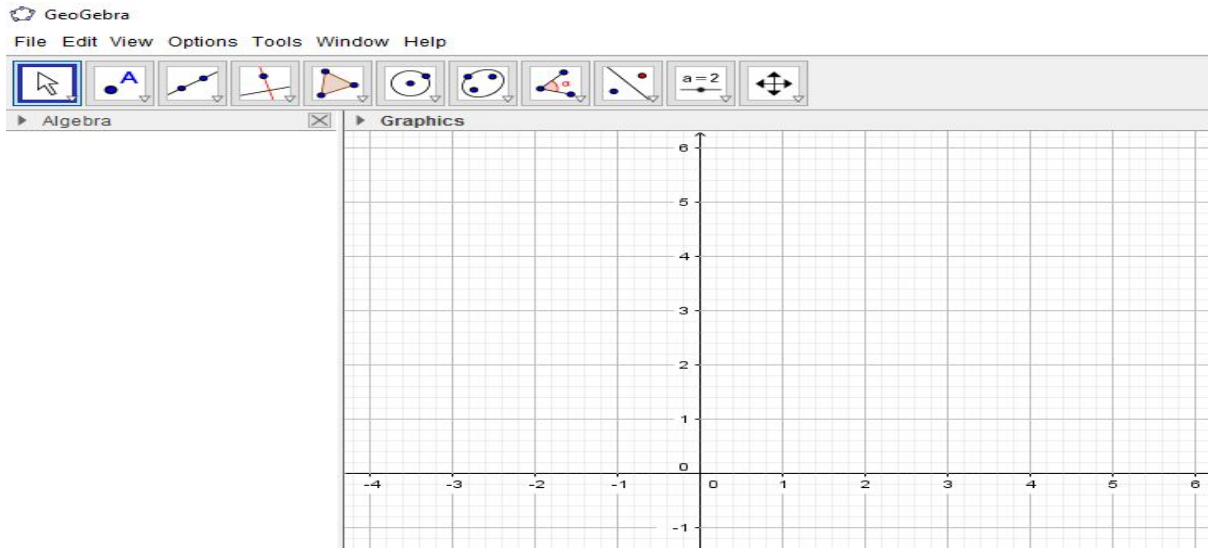 GeoGebra
File Edit View Options Tools Window Help
A α a=2
Algebra Graphics
6
5
4
3
2
1
0
-4 -3 -2 -1 0 1 2 3 4 5 6
-1